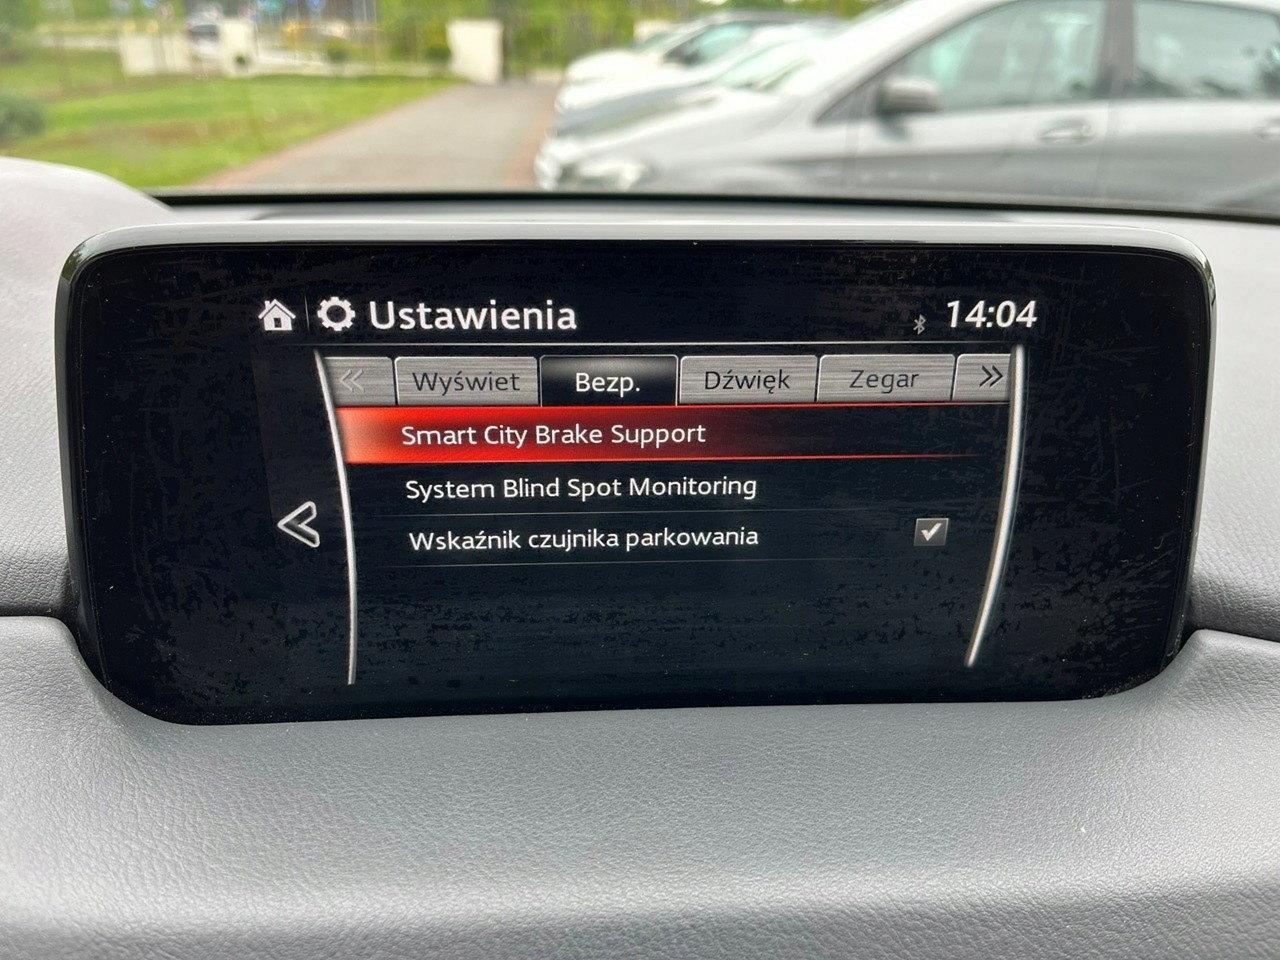 Ustawienia 14:04
Wyświet Bezp. Dźwięk Zegar
Smart City Brake Support
System Blind Spot Monitoring
Wskaźnik czujnika parkowania